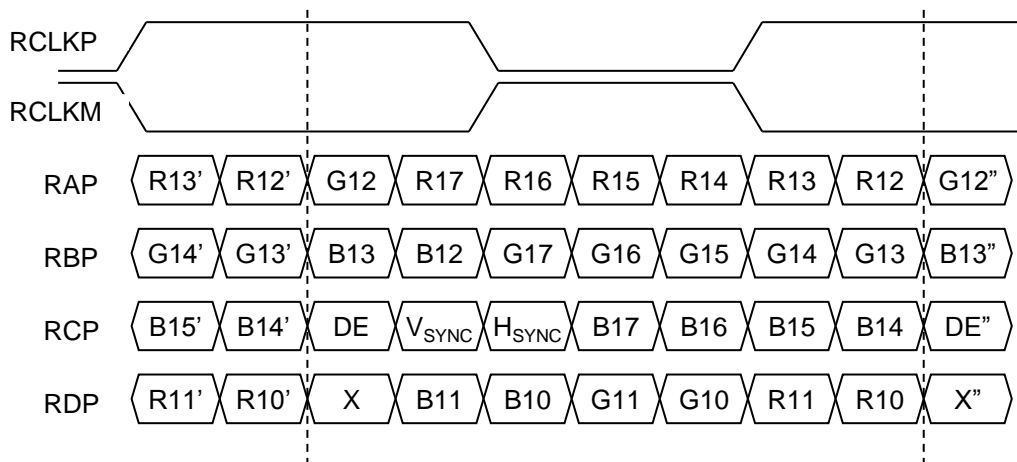 RCLKP
RCLKM
RAP R13’ R12’ G12 R17 R16 R15 R14 R13 R12 G12”
RBP G14’ G13’ B13 B12 G17 G16 G15 G14 G13 B13”
RCP B15’ B14’ DE VSYNC HSYNC B17 B16 B15 B14 DE”
RDP R11’ R10’ X B11 B10 G11 G10 R11 R10 X”